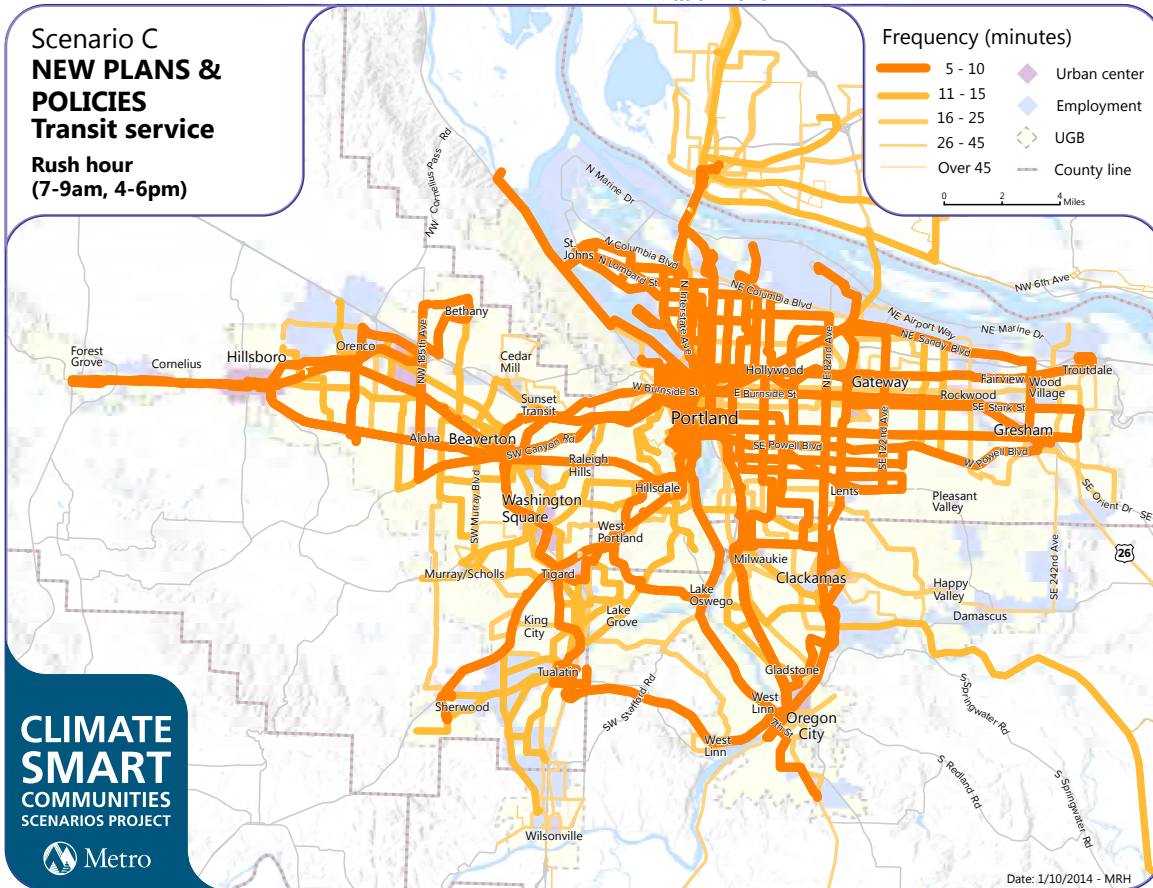 Scenario C
NEW PLANS &
POLICIES
Transit service
Rush hour
(7-9am, 4-6pm)
Frequency (minutes)
5 - 10
11 - 15
16 - 25
26 - 45
Over 45
Urban center
Employment
UGB
County line
0 2 4 Miles
NW Cornelius Pass Rd
N Marine Dr
St.
Johns
N Columbia Blvd
N Lombard St
N Interstate Ave
NE Columbia Blvd
NE 82nd Ave
NW 6th Ave
NE Airport Way
NE Marine Dr
NE Sandy Blvd
Bethany
NW 185th Ave
Forest
Grove
Cornelius
Hillsboro
Orenco
Cedar
Mill
Sunset
Transit
W Burnside St
Hollywood
E Burnside St
Gateway
Fairview
Wood
Village
Troutdale
Rockwood
SE Stark St
Portland
Gresham
Aloha
Beaverton
SW Canyon Rd
Raleigh
Hills
SE Powell Blvd
SE 122nd Ave
W Powell Blvd
Hillsdale
Lents
SE Orient Dr
SE
Pleasant
Valley
Washington
Square
SW Murray Blvd
West
Portland
26
Murray/Scholls
Tigard
Milwaukie
Clackamas
Happy
Valley
SE 242nd Ave
Damascus
Lake
Oswego
King
City
Lake
Grove
Tualatin
Gladstone
Sherwood
SW Stafford Rd
West
Linn
7th St
Oregon
City
West
Linn
S Springwater Rd
S Redland Rd
S Springwater Rd
Wilsonville
CLIMATE
SMART
COMMUNITIES
SCENARIOS PROJECT
Metro
Date: 1/10/2014 - MRH